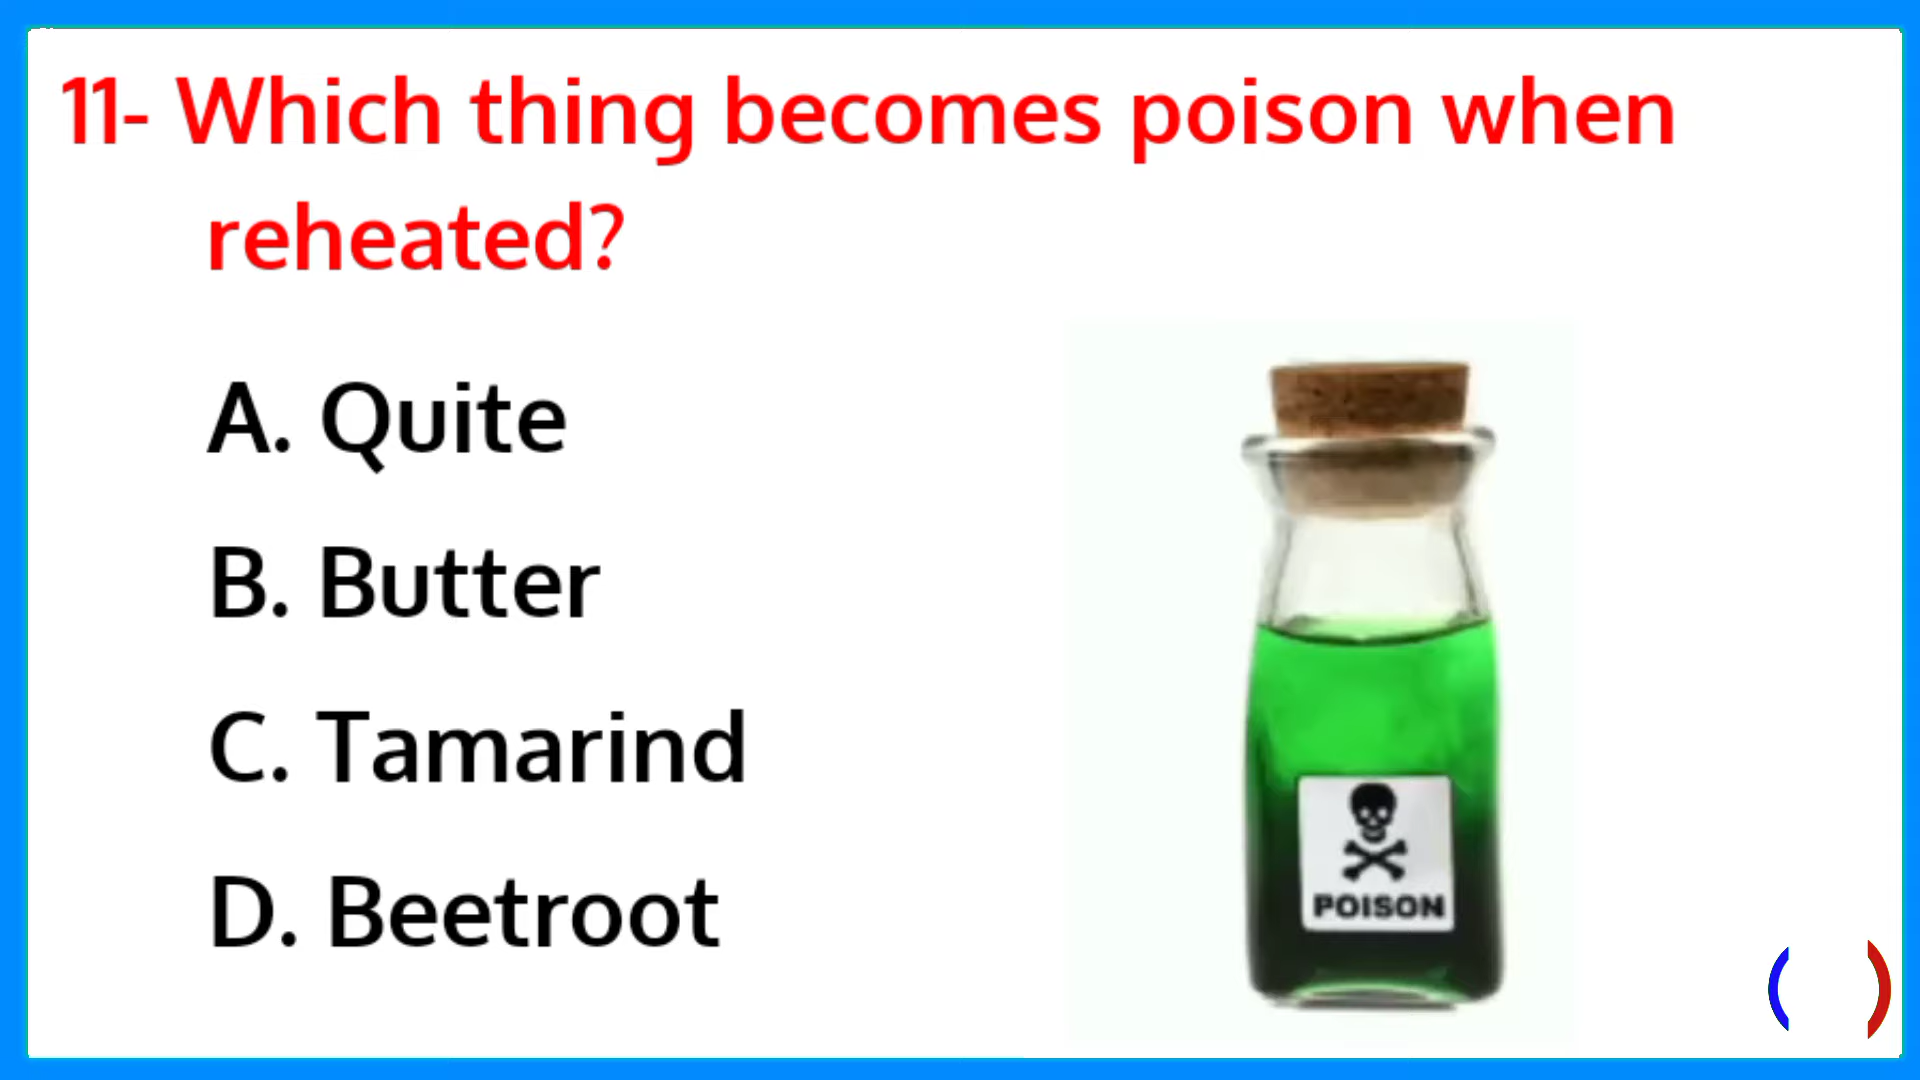 11- Which thing becomes poison when
reheated?
A. Quite
B. Butter
C. Tamarind
D. Beetroot
POISON